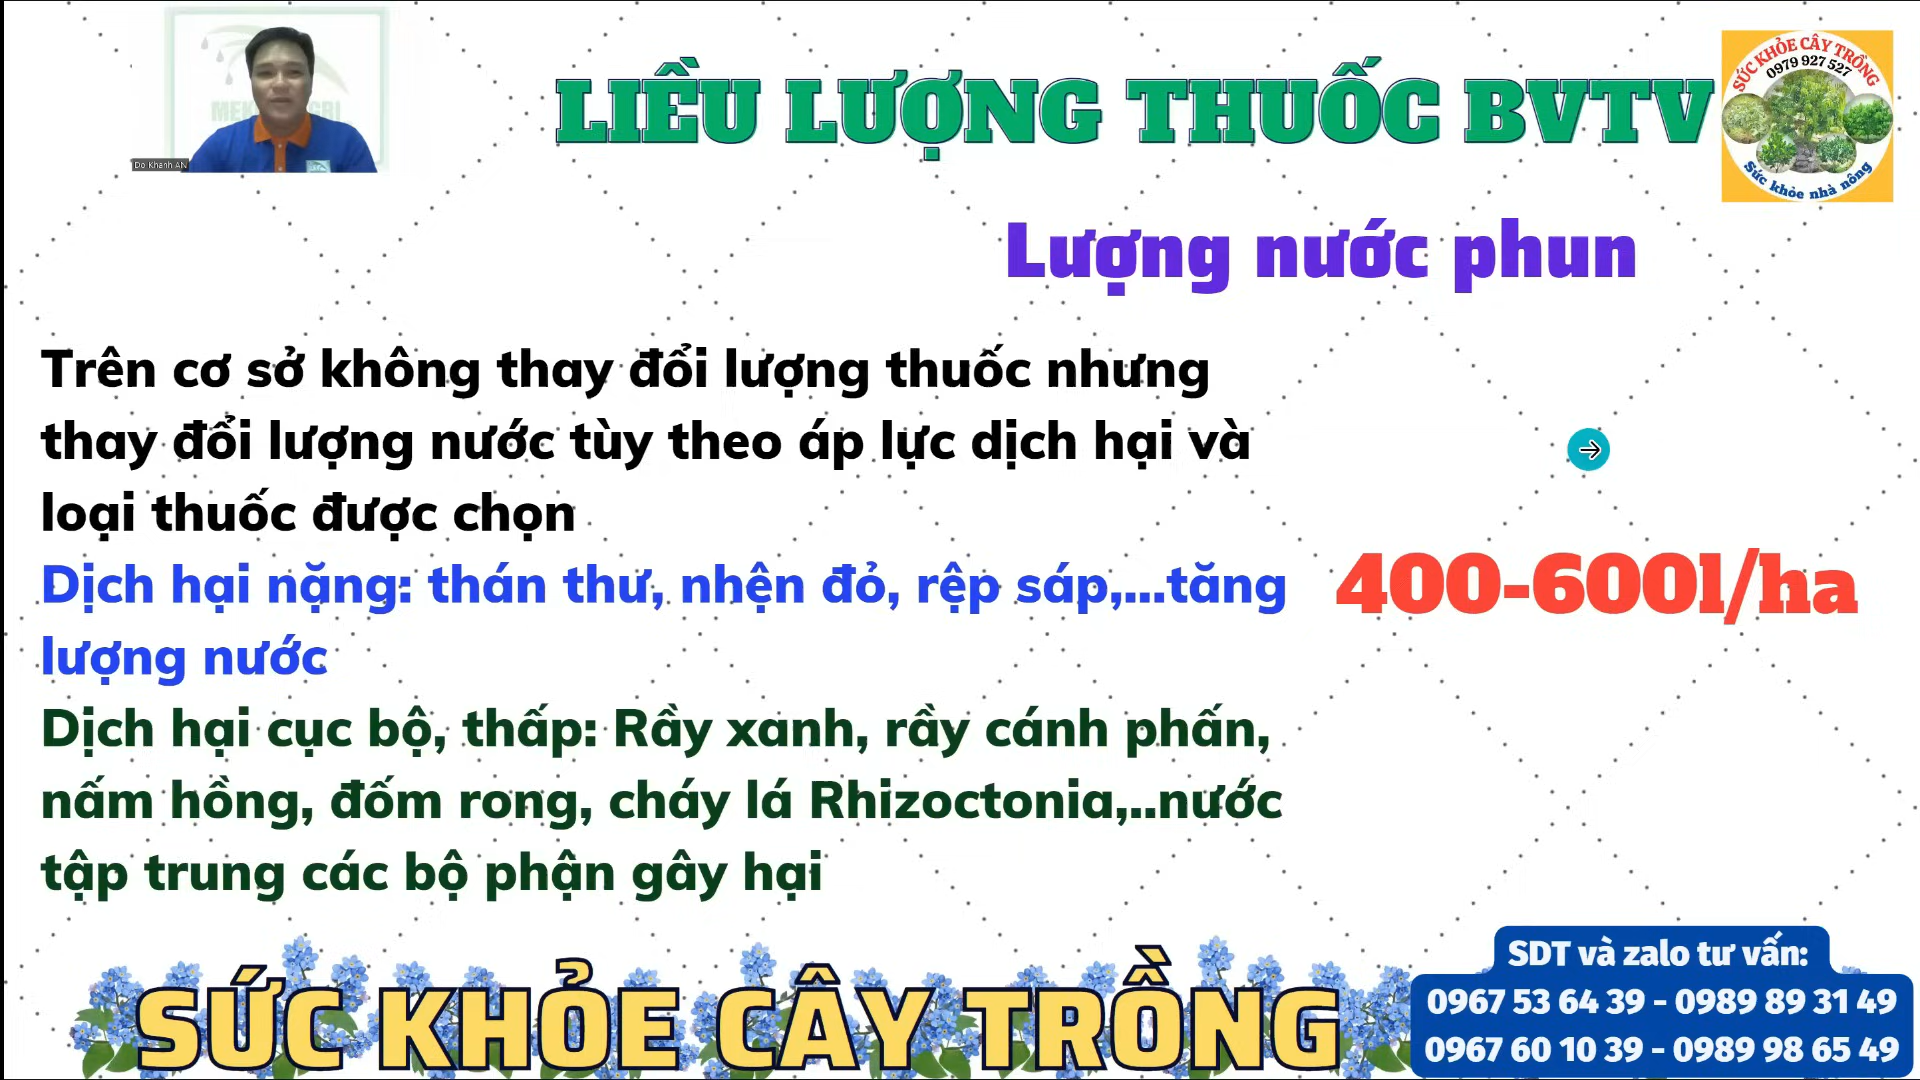 MEK
GRI
Do Khanh AN
LIỀU LƯỢNG THUỐC BVTV
SỨC KHỎE CÂY TRỒNG
0979 927 527
Sức khỏe nhà nông
Lượng nước phun
Trên cơ sở không thay đổi lượng thuốc nhưng
thay đổi lượng nước tùy theo áp lực dịch hại và
loại thuốc được chọn
Dịch hại nặng: thán thư, nhện đỏ, rệp sáp,...tăng
lượng nước
400-600l/ha
Dịch hại cục bộ, thấp: Rầy xanh, rầy cánh phấn,
nấm hồng, đốm rong, cháy lá Rhizoctonia,..nước
tập trung các bộ phận gây hại
SỨC KHỎE CÂY TRỒNG
SDT và zalo tư vấn:
0967 53 64 39 - 0989 89 31 49
0967 60 10 39 - 0989 98 65 49